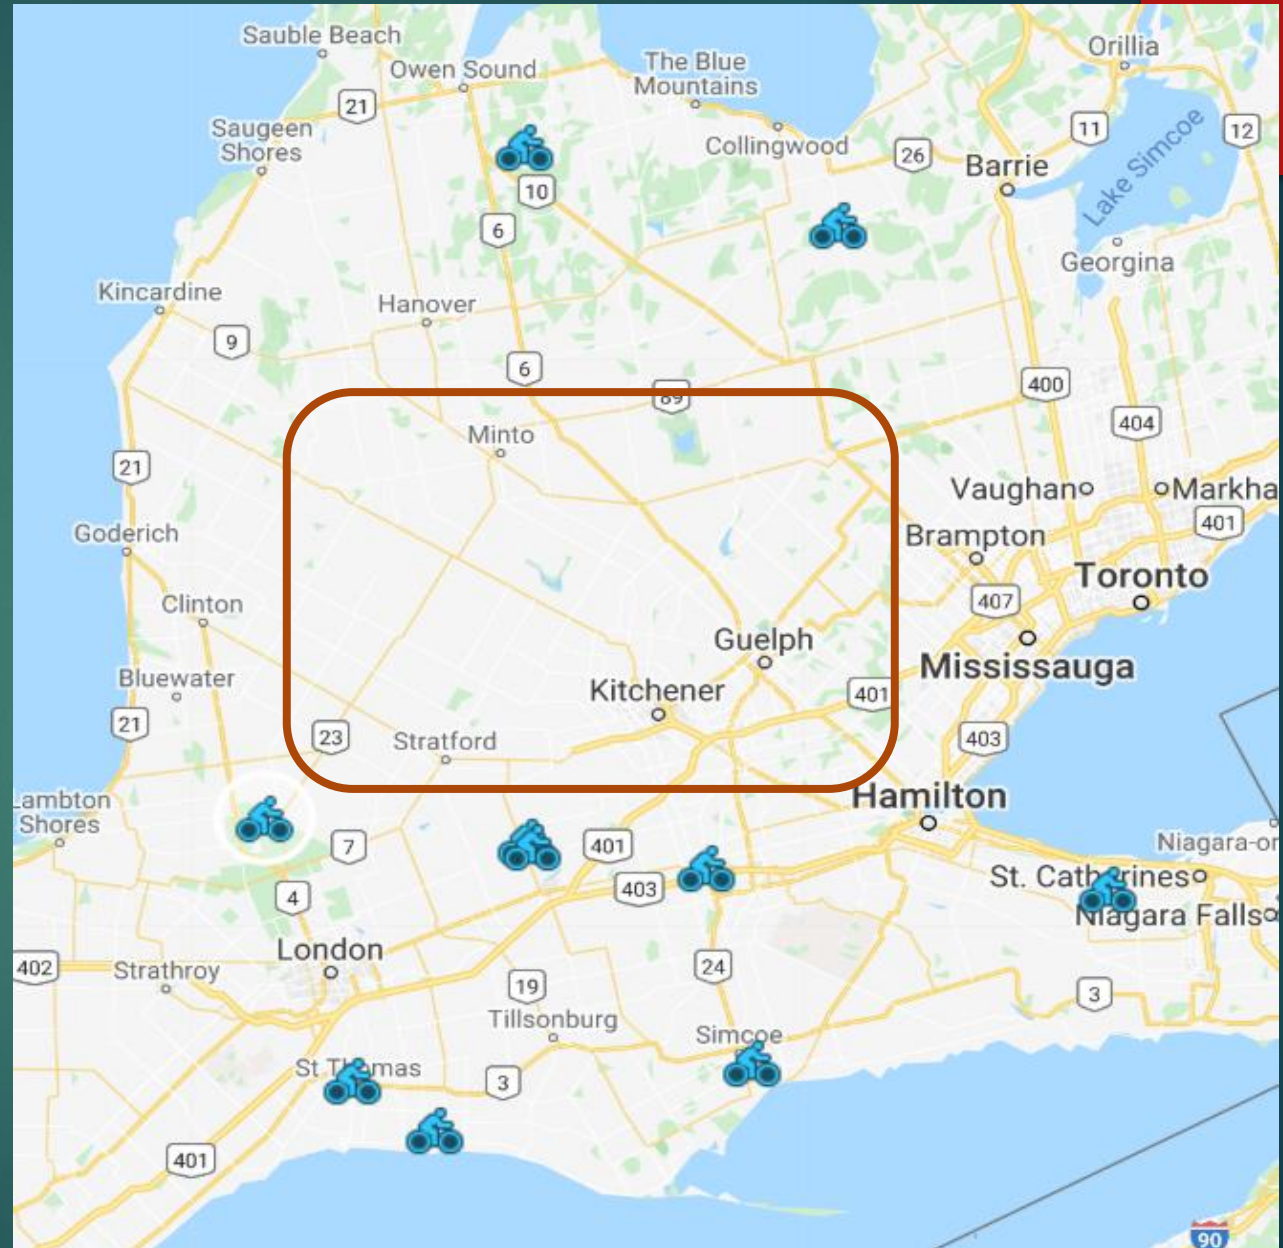 Sauble Beach
Orillia
Owen Sound
The Blue
Mountains
21
Saugeen
Shores
Collingwood
11
12
26
Barrie
Lake Simcoe
10
6
Georgina
Kincardine
Hanover
9
6
400
89
404
Minto
21
Vaughan
Markha
401
Goderich
Brampton
Toronto
407
Clinton
Guelph
Mississauga
Bluewater
Kitchener
401
21
23
Stratford
403
Lambton
Shores
Hamilton
7
401
Niagara-or
403
St. Catharines
4
Niagara Falls
London
402
Strathroy
24
19
3
Tillsonburg
Simcoe
St Thomas
3
401
90